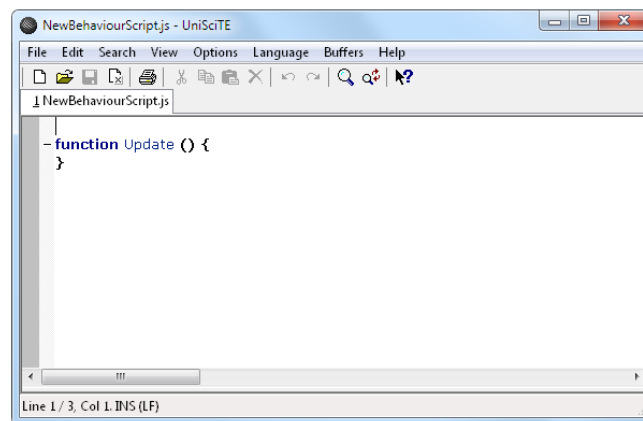 NewBehaviourScript.js - UniSciTE
File Edit Search View Options Language Buffers Help
1 NewBehaviourScript.js
function Update () {
}
Line 1 / 3, Col 1. INS (LF)